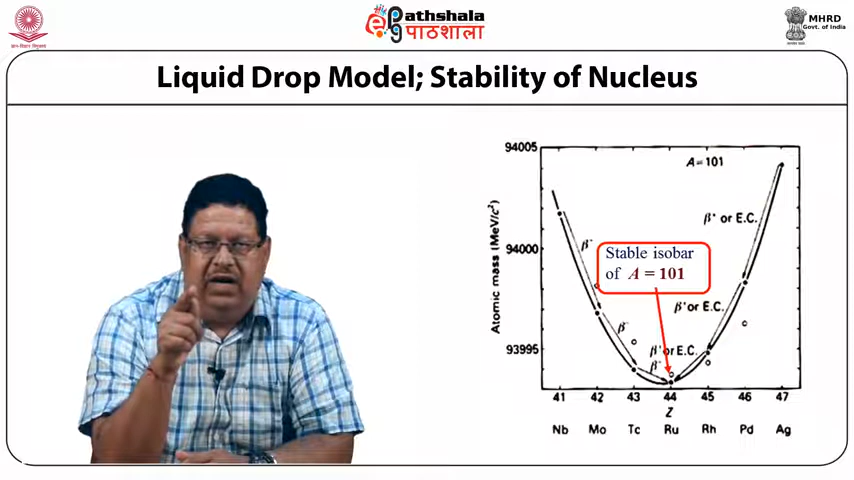 ePathshala
पाठशाला
MHRD
Govt. of India
Liquid Drop Model; Stability of Nucleus
94005
A = 101
Atomic mass (MeV/c²)
β⁺ or E.C.
94000
β⁻
Stable isobar
of A = 101
β⁺ or E.C.
β⁻
β⁺ or E.C.
93995
β⁻
41 42 43 44 45 46 47
Z
Nb Mo Tc Ru Rh Pd Ag